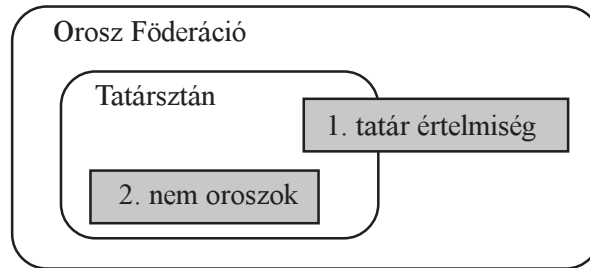 Orosz Föderáció
Tatársztán
1. tatár értelmiség
2. nem oroszok